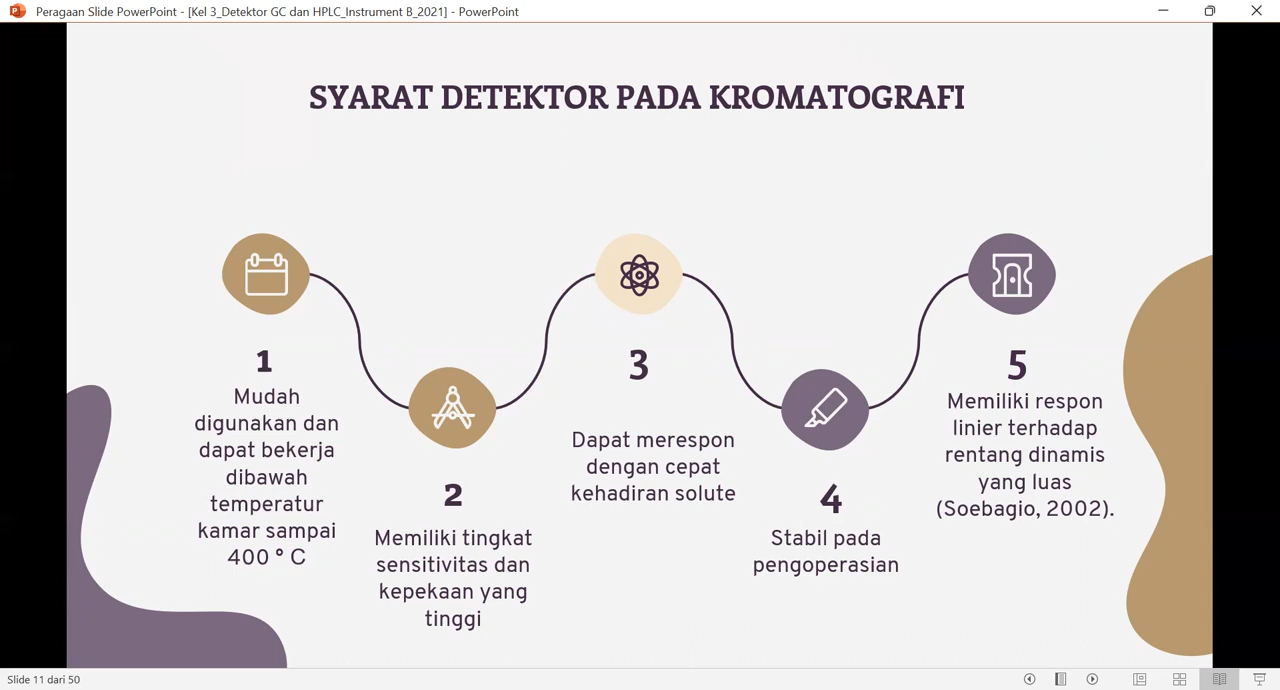 Peragaan Slide PowerPoint - [Kel 3_Detektor GC dan HPLC_Instrument B_2021] - PowerPoint
SYARAT DETEKTOR PADA KROMATOGRAFI
1
Mudah
digunakan dan
dapat bekerja
dibawah
temperatur
kamar sampai
400 ° C
2
Memiliki tingkat
sensitivitas dan
kepekaan yang
tinggi
3
Dapat merespon
dengan cepat
kehadiran solute
4
Stabil pada
pengoperasian
5
Memiliki respon
linier terhadap
rentang dinamis
yang luas
(Soebagio, 2002).
Slide 11 dari 50